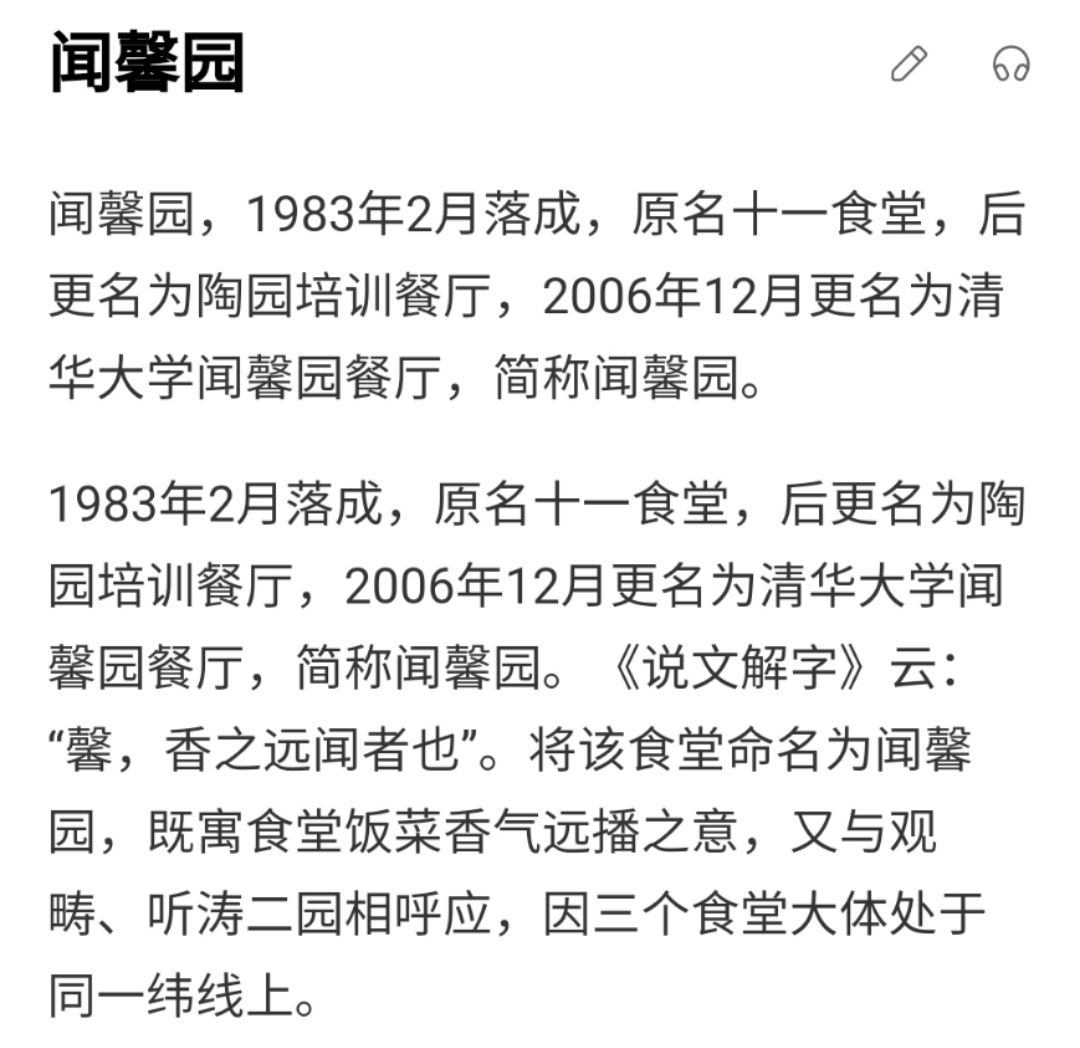 闻馨园
闻馨园，1983年2月落成，原名十一食堂，后
更名为陶园培训餐厅，2006年12月更名为清
华大学闻馨园餐厅，简称闻馨园。
1983年2月落成，原名十一食堂，后更名为陶
园培训餐厅，2006年12月更名为清华大学闻
馨园餐厅，简称闻馨园。《说文解字》云：
“馨，香之远闻者也”。将该食堂命名为闻馨
园，既寓食堂饭菜香气远播之意，又与观
畴、听涛二园相呼应，因三个食堂大体处于
同一纬线上。